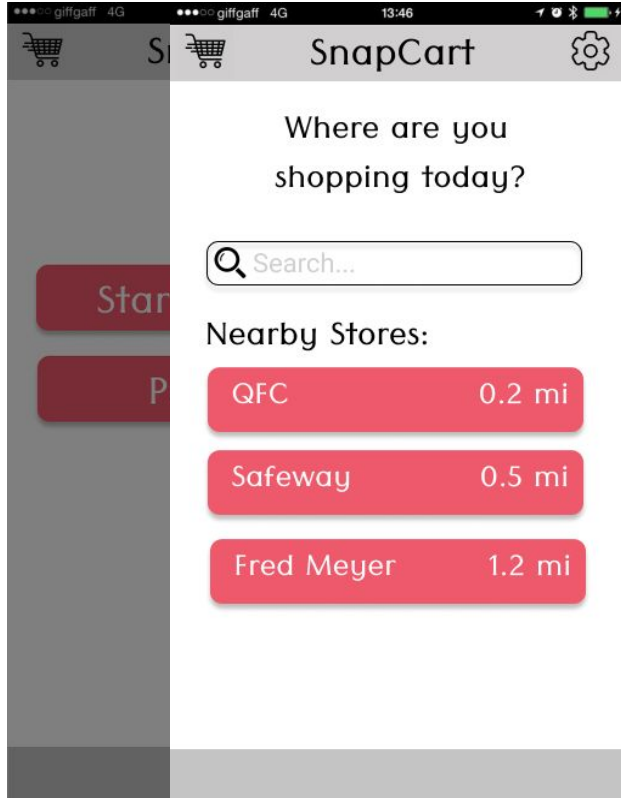 giffgaff 4G
giffgaff 4G 13:46
SnapCart
Where are you
shopping today?
Search...
Nearby Stores:
QFC 0.2 mi
Safeway 0.5 mi
Fred Meyer 1.2 mi